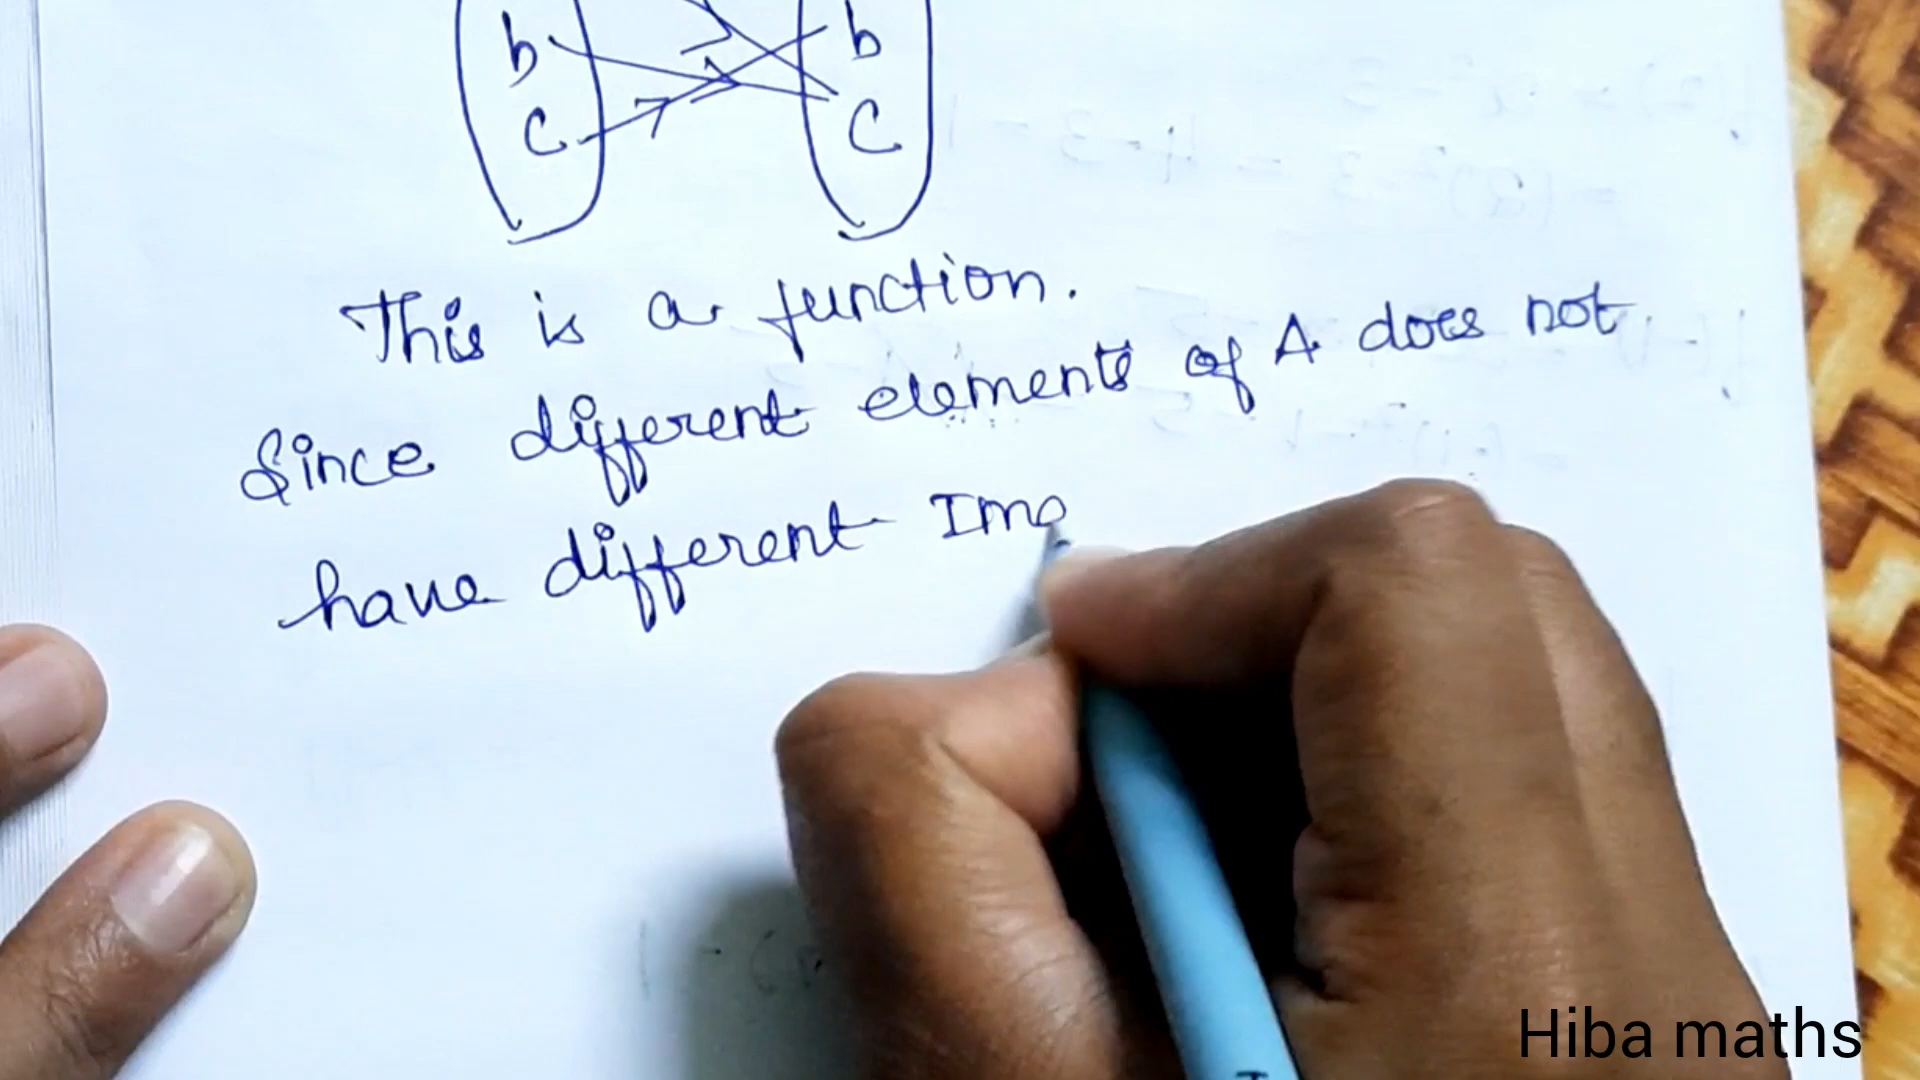 b b
C C
This is a function.
Since different elements of A does not
have different Ima
Hiba maths